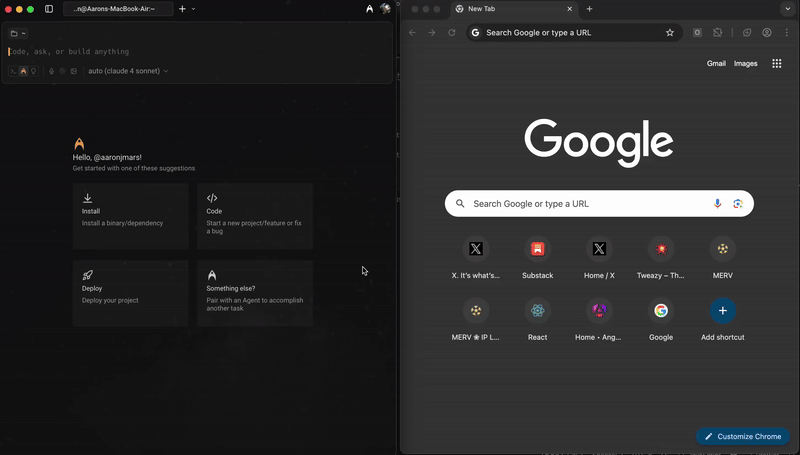 ...n@Aarons-MacBook-Air:~
~
Code, ask, or build anything
auto (claude 4 sonnet)
Hello, @aaronjmars!
Get started with one of these suggestions
Install
Install a binary/dependency
Code
Start a new project/feature or fix
a bug
Deploy
Deploy your project
Something else?
Pair with an Agent to accomplish
another task
New Tab
Search Google or type a URL
Gmail
Images
Google
Search Google or type a URL
X. It's what's...
Substack
Home / X
Tweazy – Th...
MERV
MERV ❀ IP L...
React
Home - Ang...
Google
Add shortcut
Customize Chrome